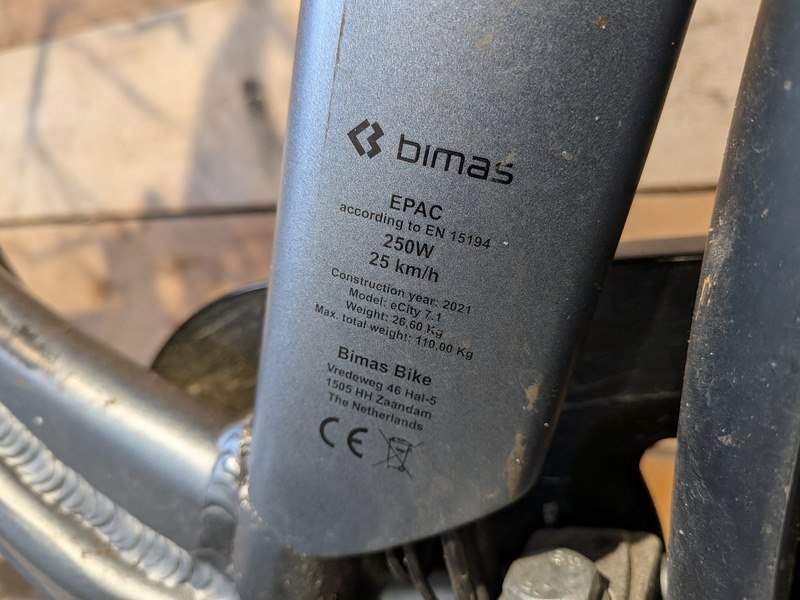 bimas
EPAC
according to EN 15194
250W
25 km/h
Construction year: 2021
Model: eCity 7.1
Weight: 26,60 Kg
Max. total weight: 110,00 Kg
Bimas Bike
Vredeweg 46 Hal-5
1505 HH Zaandam
The Netherlands
CE